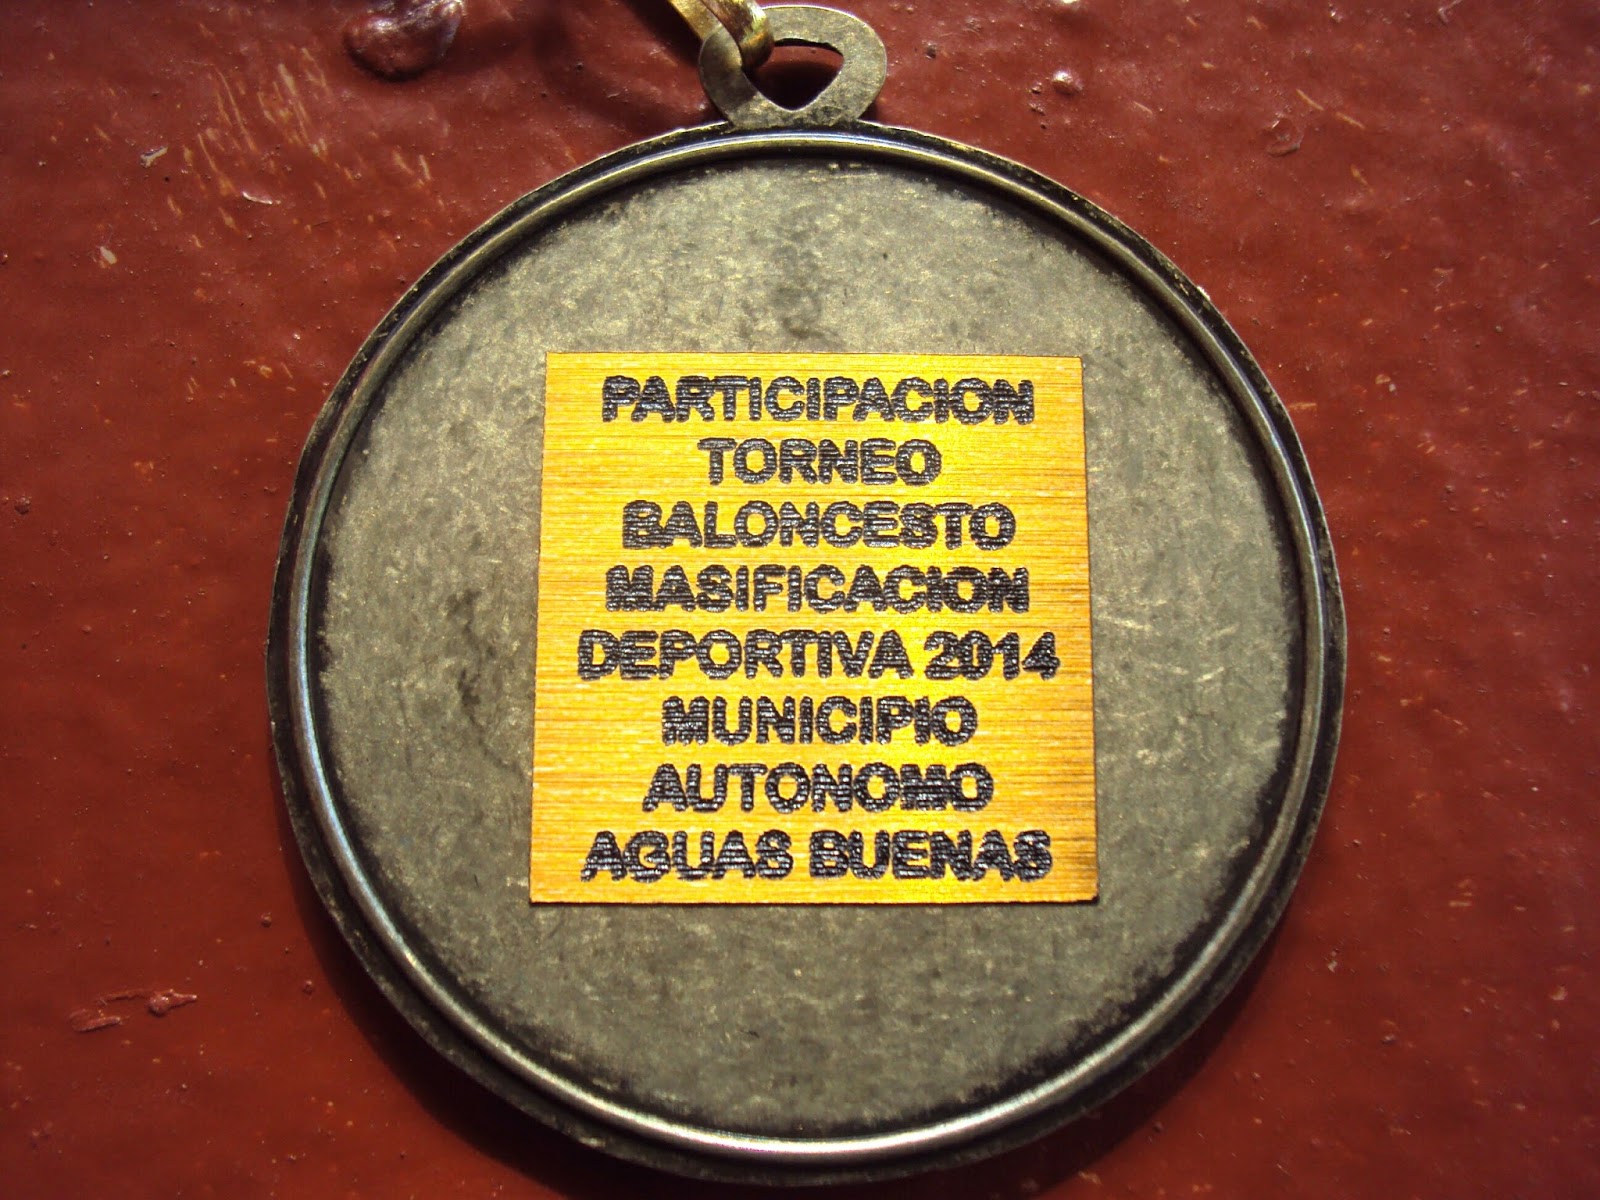 PARTICIPACION
TORNEO
BALONCESTO
MASIFICACION
DEPORTIVA 2014
MUNICIPIO
AUTONOMO
AGUAS BUENAS